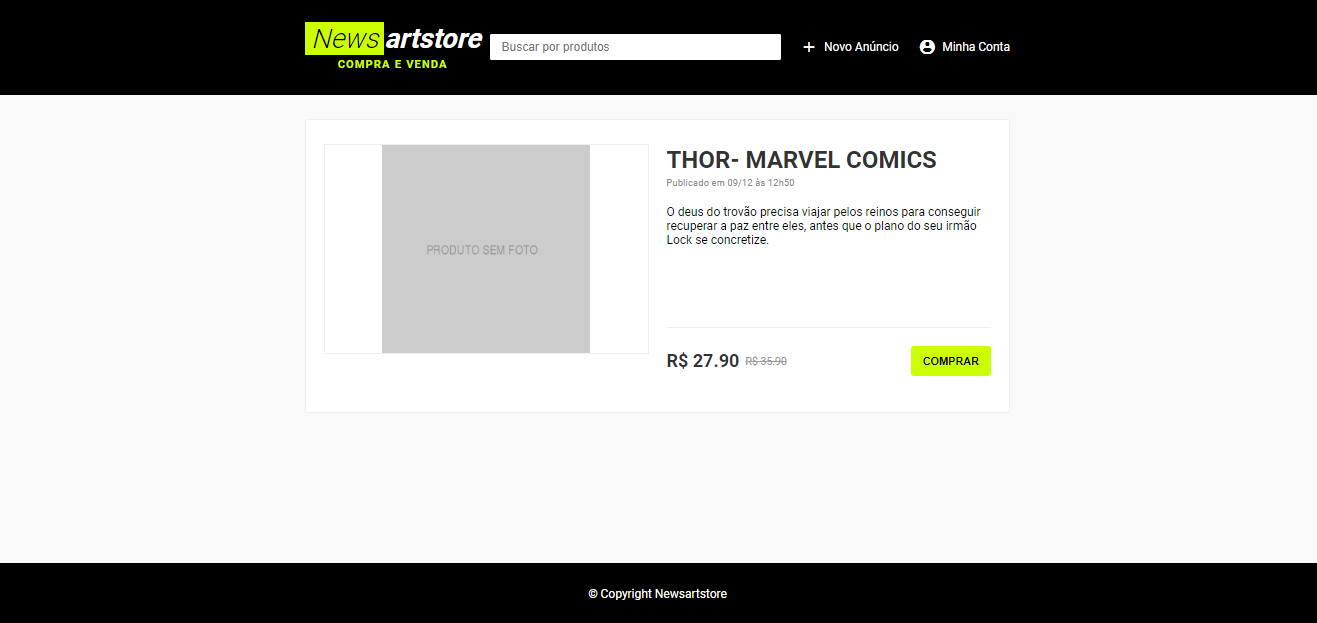 News artstore
COMPRA E VENDA
Buscar por produtos
+ Novo Anúncio
Minha Conta
PRODUTO SEM FOTO
THOR- MARVEL COMICS
Publicado em 09/12 às 12h50
O deus do trovão precisa viajar pelos reinos para conseguir
recuperar a paz entre eles, antes que o plano do seu irmão
Lock se concretize.
R$ 27.90 R$ 35.90
COMPRAR
© Copyright Newsartstore